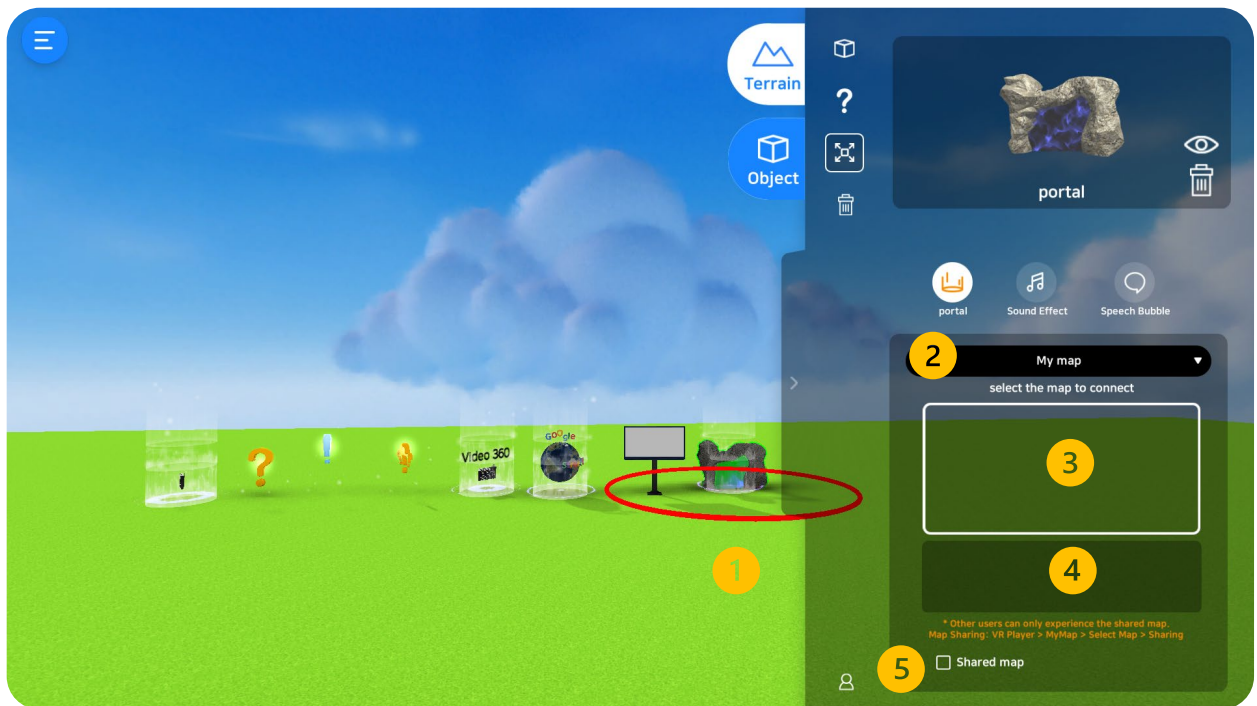 Terrain
Object
?
portal
portal
Sound Effect
Speech Bubble
2
My map
select the map to connect
3
4
* Other users can only experience the shared map.
Map Sharing: VR Player > MyMap > Select Map > Sharing
5
Shared map
?
!
Video 360
Google
1